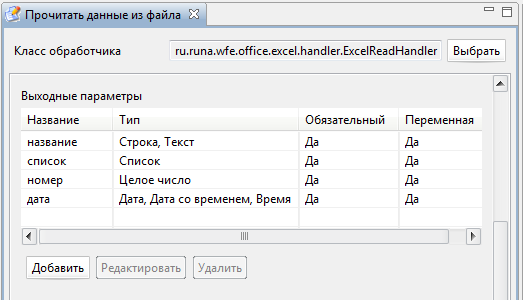 Прочитать данные из файла
Класс обработчика ru.runa.wfe.office.excel.handler.ExcelReadHandler Выбрать
Выходные параметры
Название Тип Обязательный Переменная
название Строка, Текст Да Да
список Список Да Да
номер Целое число Да Да
дата Дата, Дата со временем, Время Да Да
Добавить Редактировать Удалить